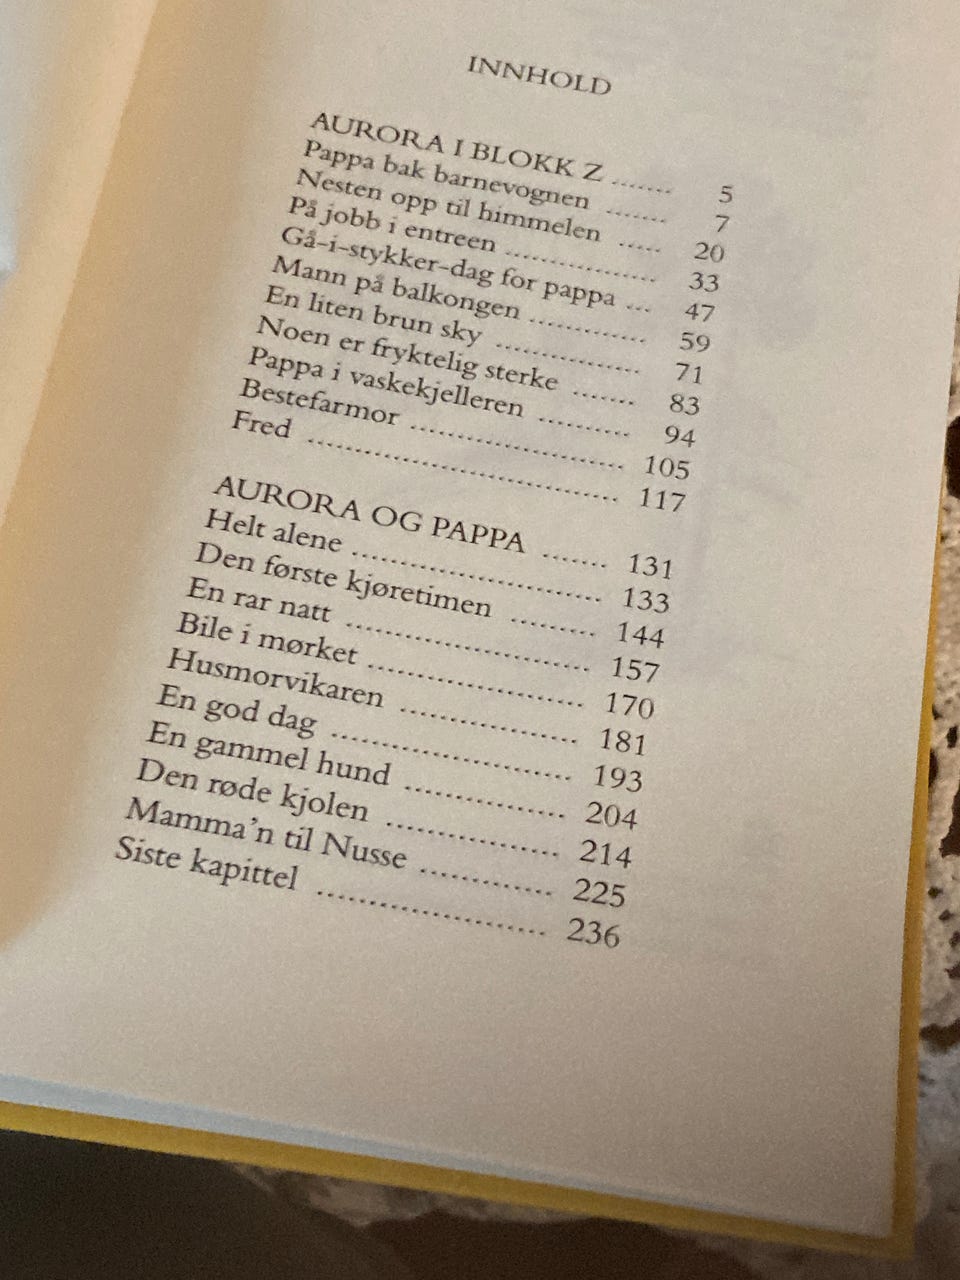 INNHOLD
AURORA I BLOKK Z ....... 5
Pappa bak barnevognen ....... 7
Nesten opp til himmelen ..... 20
På jobb i entreen .................. 33
Gå-i-stykker-dag for pappa ... 47
Mann på balkongen .............. 59
En liten brun sky ................. 71
Noen er fryktelig sterke ....... 83
Pappa i vaskekjelleren ........... 94
Bestefarmor ......................... 105
Fred ..................................... 117
AURORA OG PAPPA ....... 131
Helt alene ............................. 133
Den første kjøretimen .......... 144
En rar natt ............................ 157
Bile i mørket ......................... 170
Husmorvikaren .................... 181
En god dag ........................... 193
En gammel hund .................. 204
Den røde kjolen ................... 214
Mamma'n til Nusse .............. 225
Siste kapittel ......................... 236